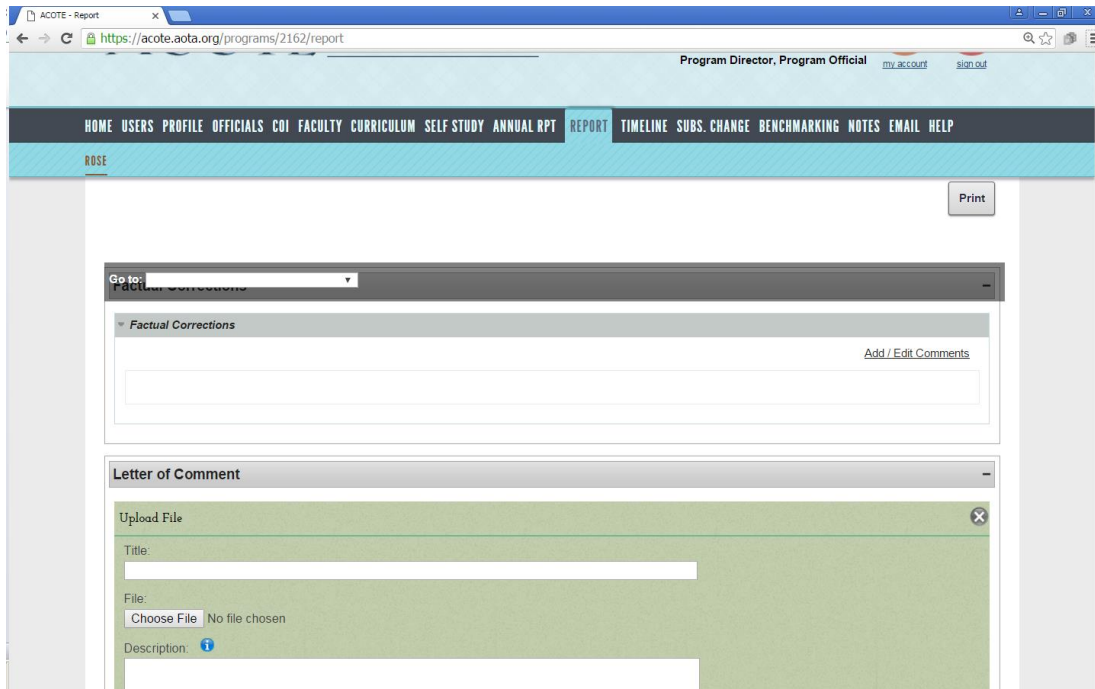 ACOTE - Report
https://acote.aota.org/programs/2162/report
Program Director, Program Official my account sign out
HOME USERS PROFILE OFFICIALS COI FACULTY CURRICULUM SELF STUDY ANNUAL RPT REPORT TIMELINE SUBS. CHANGE BENCHMARKING NOTES EMAIL HELP
ROSE
Print
Go to:
Factual Corrections
Factual Corrections
Add / Edit Comments
Letter of Comment
Upload File
Title:
File:
Choose File No file chosen
Description: